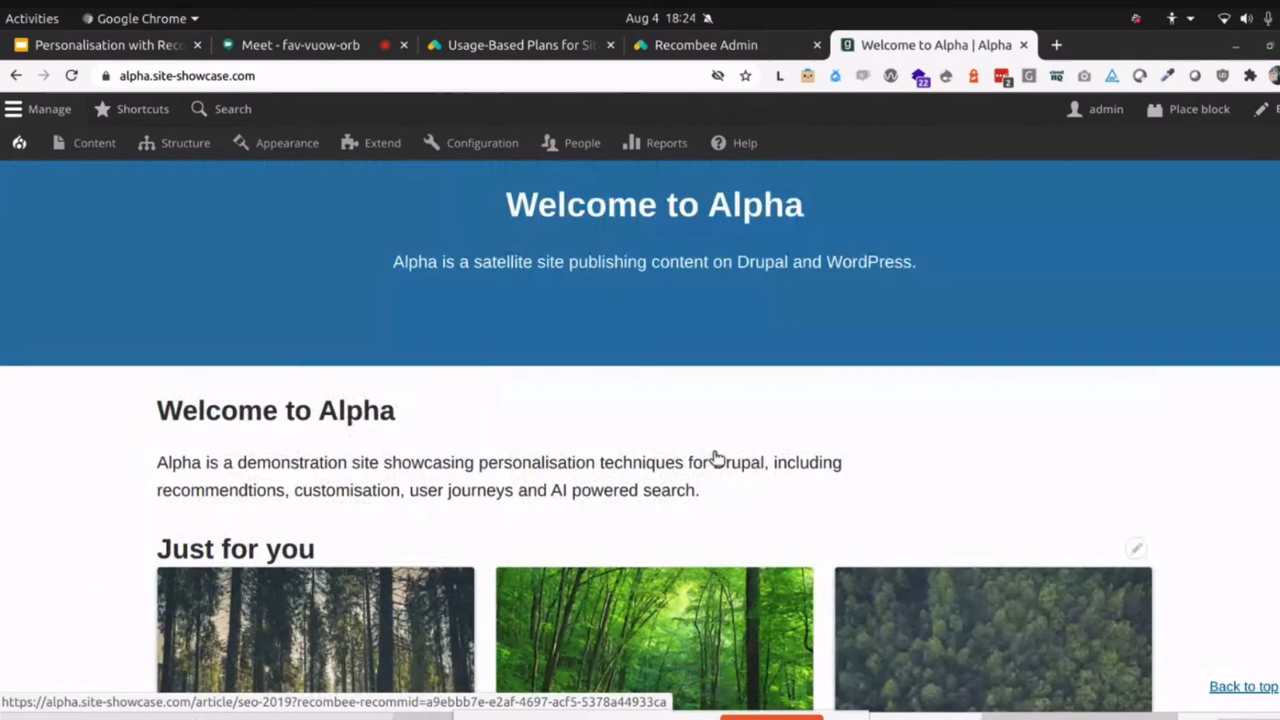 Activities Google Chrome Aug 4 18:24
Personalisation with Reco Meet - fav-vuow-orb Usage-Based Plans for Sit Recombee Admin Welcome to Alpha | Alpha
alpha.site-showcase.com
L 22 2 G HQ
Manage Shortcuts Search admin Place block
Content Structure Appearance Extend Configuration People Reports Help
Welcome to Alpha
Alpha is a satellite site publishing content on Drupal and WordPress.
Welcome to Alpha
Alpha is a demonstration site showcasing personalisation techniques for Drupal, including
recommendtions, customisation, user journeys and AI powered search.
Just for you
Back to top
https://alpha.site-showcase.com/article/seo-2019?recombee-recommid=a9ebbb7e-e2af-4697-acf5-5378a44933ca